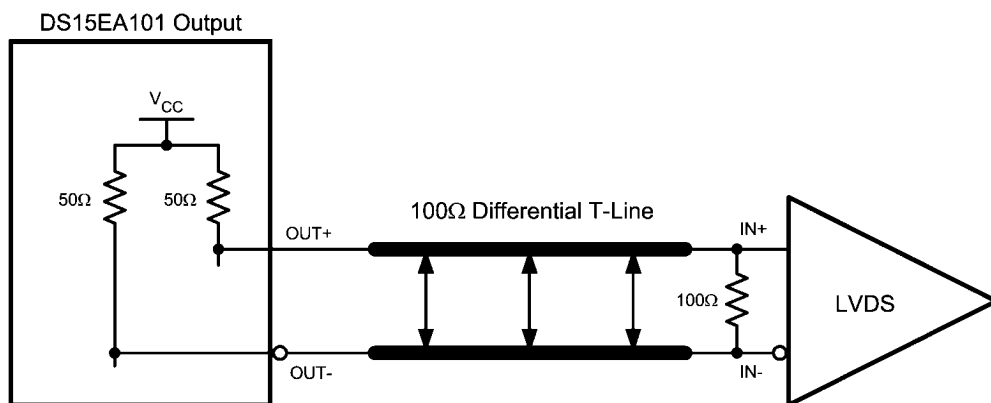 DS15EA101 Output
VCC
50Ω
50Ω
100Ω Differential T-Line
OUT+
IN+
100Ω
LVDS
OUT-
IN-